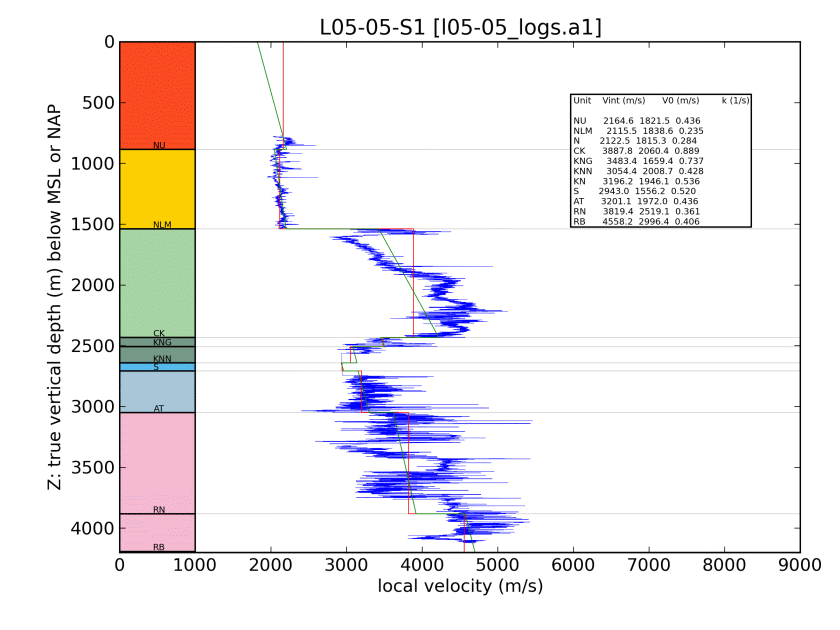 L05-05-S1 [l05-05_logs.a1]
Z: true vertical depth (m) below MSL or NAP
0
500
1000
1500
2000
2500
3000
3500
4000
NU
NLM
CK
KNG
KNN
S
AT
RN
RB
Unit Vint (m/s) V0 (m/s) k (1/s)
NU 2164.6 1821.5 0.436
NLM 2115.5 1838.6 0.235
N 2122.5 1815.3 0.284
CK 3887.8 2060.4 0.889
KNG 3483.4 1659.4 0.737
KNN 3054.4 2008.7 0.428
KN 3196.2 1946.1 0.536
S 2943.0 1556.2 0.520
AT 3201.1 1972.0 0.436
RN 3819.4 2519.1 0.361
RB 4558.2 2996.4 0.406
0 1000 2000 3000 4000 5000 6000 7000 8000 9000
local velocity (m/s)